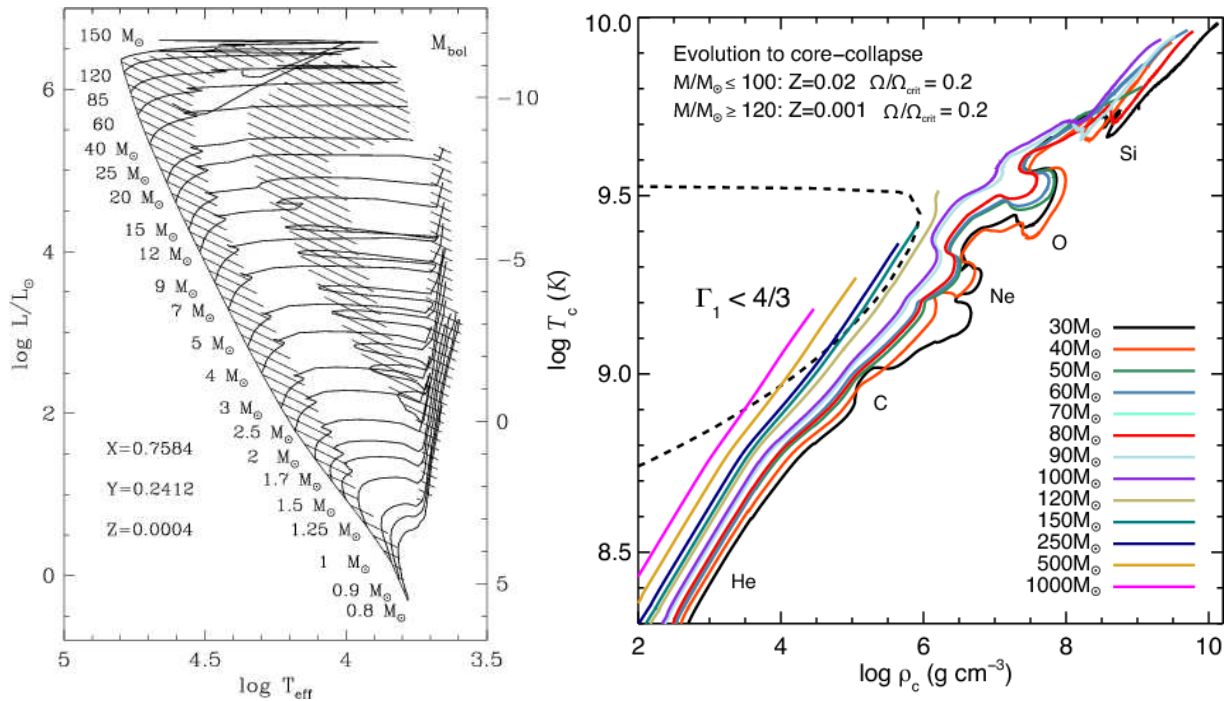 150 M⊙
120
85
60
40 M⊙
25 M⊙
20 M⊙
15 M⊙
12 M⊙
9 M⊙
7 M⊙
5 M⊙
4 M⊙
3 M⊙
2.5 M⊙
2 M⊙
1.7 M⊙
1.5 M⊙
1.25 M⊙
1 M⊙
0.9 M⊙
0.8 M⊙
X=0.7584
Y=0.2412
Z=0.0004
M_bol
log L/L⊙
6
4
2
0
-10
-5
0
5
5
4.5
4
3.5
log T_eff
Evolution to core-collapse
M/M⊙ ≤ 100: Z=0.02 Ω/Ω_crit = 0.2
M/M⊙ ≥ 120: Z=0.001 Ω/Ω_crit = 0.2
Si
O
Ne
C
He
Γ₁ < 4/3
30M⊙
40M⊙
50M⊙
60M⊙
70M⊙
80M⊙
90M⊙
100M⊙
120M⊙
150M⊙
250M⊙
500M⊙
1000M⊙
log T_c (K)
10.0
9.5
9.0
8.5
2
4
6
8
10
log ρ_c (g cm⁻³)